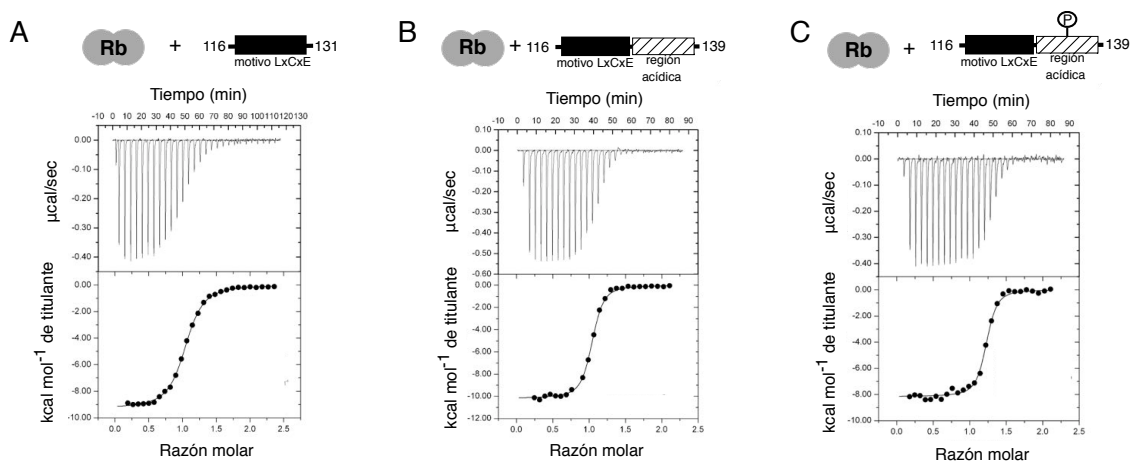 A
Rb + 116 131
motivo LxCxE
Tiempo (min)
-10 0 10 20 30 40 50 60 70 80 90 100 110 120 130
0.00
-0.10
-0.20
-0.30
-0.40
µcal/sec
0.00
-2.00
-4.00
-6.00
-8.00
-10.00
kcal mol⁻¹ de titulante
0.0 0.5 1.0 1.5 2.0 2.5
Razón molar
B
Rb + 116 139
motivo LxCxE región
acídica
Tiempo (min)
-10 0 10 20 30 40 50 60 70 80 90
0.10
0.00
-0.10
-0.20
-0.30
-0.40
-0.50
-0.60
µcal/sec
0.00
-2.00
-4.00
-6.00
-8.00
-10.00
-12.00
kcal mol⁻¹ de titulante
0.0 0.5 1.0 1.5 2.0 2.5
Razón molar
C
P
Rb + 116 139
motivo LxCxE región
acídica
Tiempo (min)
-10 0 10 20 30 40 50 60 70 80 90
0.10
0.00
-0.10
-0.20
-0.30
-0.40
µcal/sec
0.00
-2.00
-4.00
-6.00
-8.00
-10.00
kcal mol⁻¹ de titulante
0.0 0.5 1.0 1.5 2.0 2.5
Razón molar